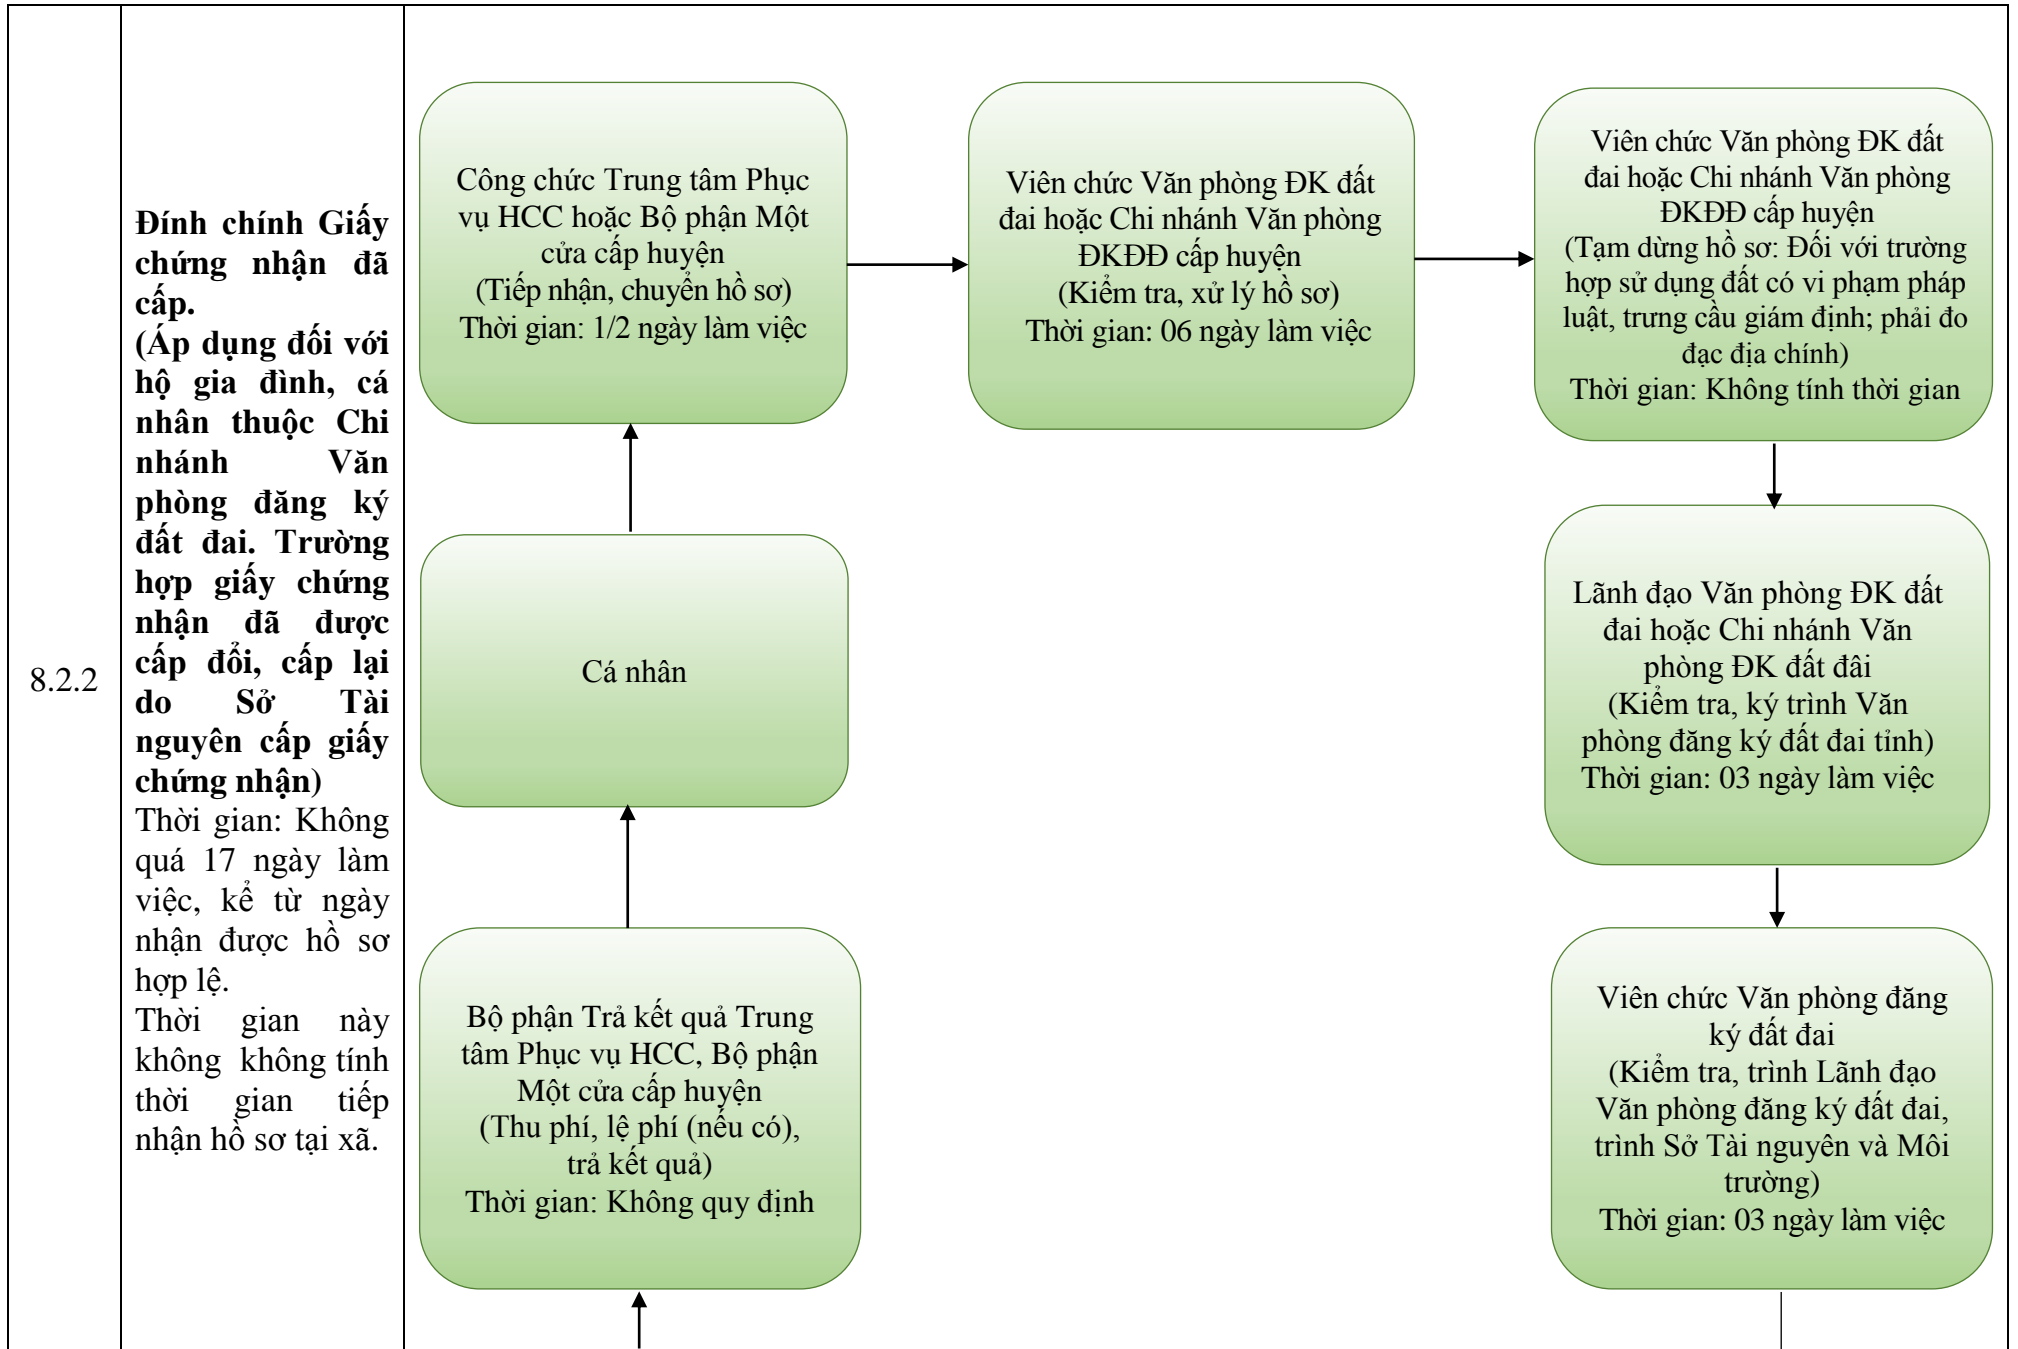 8.2.2
Đính chính Giấy
chứng nhận đã
cấp.
(Áp dụng đối với
hộ gia đình, cá
nhân thuộc Chi
nhánh Văn
phòng đăng ký
đất đai. Trường
hợp giấy chứng
nhận đã được
cấp đổi, cấp lại
do Sở Tài
nguyên cấp giấy
chứng nhận)
Thời gian: Không
quá 17 ngày làm
việc, kể từ ngày
nhận được hồ sơ
hợp lệ.
Thời gian này
không không tính
thời gian tiếp
nhận hồ sơ tại xã.
Công chức Trung tâm Phục
vụ HCC hoặc Bộ phận Một
cửa cấp huyện
(Tiếp nhận, chuyển hồ sơ)
Thời gian: 1/2 ngày làm việc
Viên chức Văn phòng ĐK đất
đai hoặc Chi nhánh Văn phòng
ĐKĐĐ cấp huyện
(Kiểm tra, xử lý hồ sơ)
Thời gian: 06 ngày làm việc
Viên chức Văn phòng ĐK đất
đai hoặc Chi nhánh Văn phòng
ĐKĐĐ cấp huyện
(Tạm dừng hồ sơ: Đối với trường
hợp sử dụng đất có vi phạm pháp
luật, trưng cầu giám định; phải đo
đạc địa chính)
Thời gian: Không tính thời gian
Lãnh đạo Văn phòng ĐK đất
đai hoặc Chi nhánh Văn
phòng ĐK đất đâi
(Kiểm tra, ký trình Văn
phòng đăng ký đất đai tỉnh)
Thời gian: 03 ngày làm việc
Viên chức Văn phòng đăng
ký đất đai
(Kiểm tra, trình Lãnh đạo
Văn phòng đăng ký đất đai,
trình Sở Tài nguyên và Môi
trường)
Thời gian: 03 ngày làm việc
Cá nhân
Bộ phận Trả kết quả Trung
tâm Phục vụ HCC, Bộ phận
Một cửa cấp huyện
(Thu phí, lệ phí (nếu có),
trả kết quả)
Thời gian: Không quy định